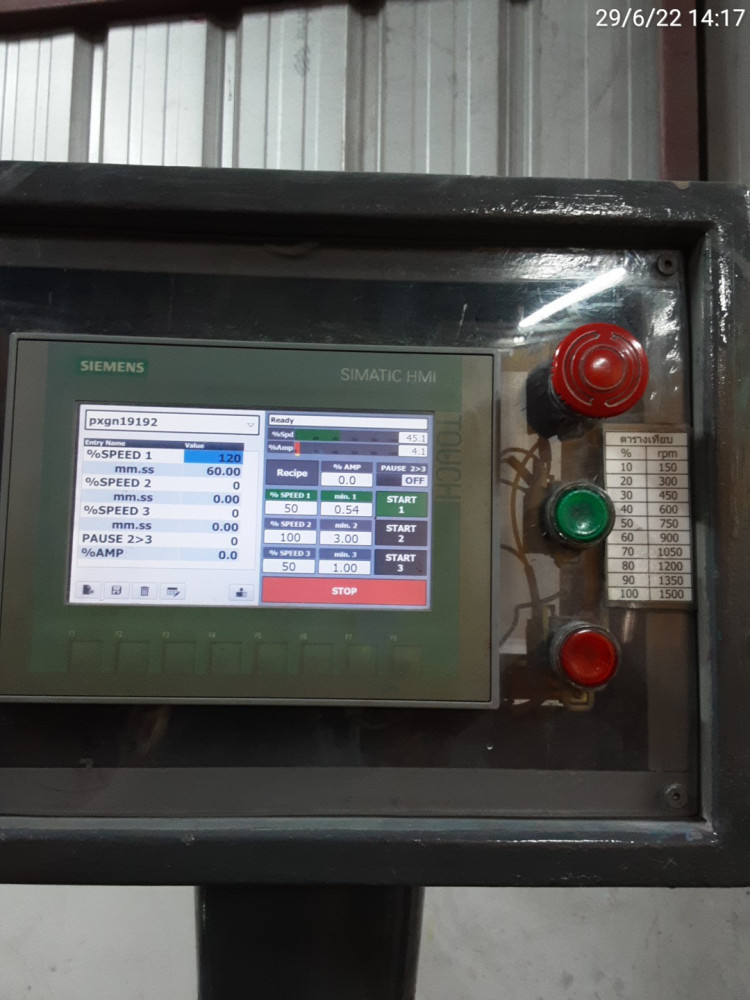 29/6/22 14:17
SIEMENS
SIMATIC HMI
TOUCH
pxgn19192
Entry Name Value
%SPEED 1 120
mm.ss 60.00
%SPEED 2 0
mm.ss 0.00
%SPEED 3 0
mm.ss 0.00
PAUSE 2>3 0
%AMP 0.0
Ready
%Spd 45.1
%Amp 4.1
Recipe % AMP PAUSE 2>3
0.0 OFF
% SPEED 1 min. 1 START 1
50 0.54
% SPEED 2 min. 2 START 2
100 3.00
% SPEED 3 min. 3 START 3
50 1.00
STOP
F1 F2 F3 F4 F5 F6 F7 F8
ตารางเทียบ
% rpm
10 150
20 300
30 450
40 600
50 750
60 900
70 1050
80 1200
90 1350
100 1500